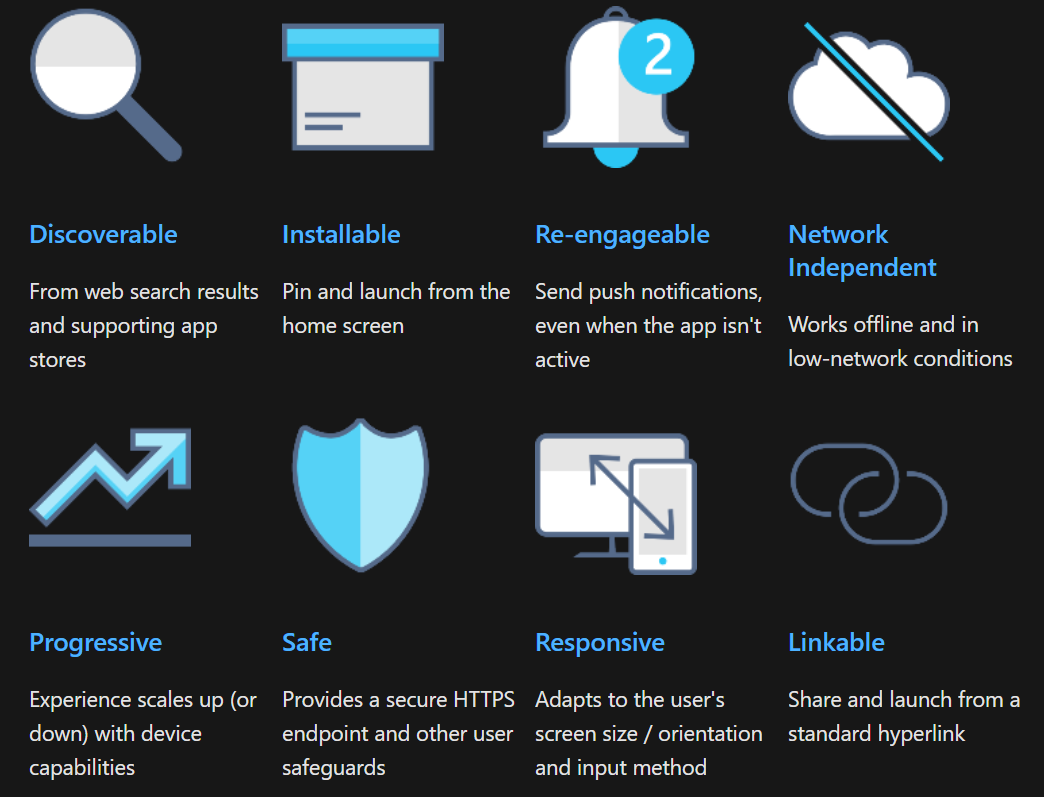 2
Discoverable
From web search results
and supporting app
stores
Installable
Pin and launch from the
home screen
Re-engageable
Send push notifications,
even when the app isn't
active
Network
Independent
Works offline and in
low-network conditions
Progressive
Experience scales up (or
down) with device
capabilities
Safe
Provides a secure HTTPS
endpoint and other user
safeguards
Responsive
Adapts to the user's
screen size / orientation
and input method
Linkable
Share and launch from a
standard hyperlink